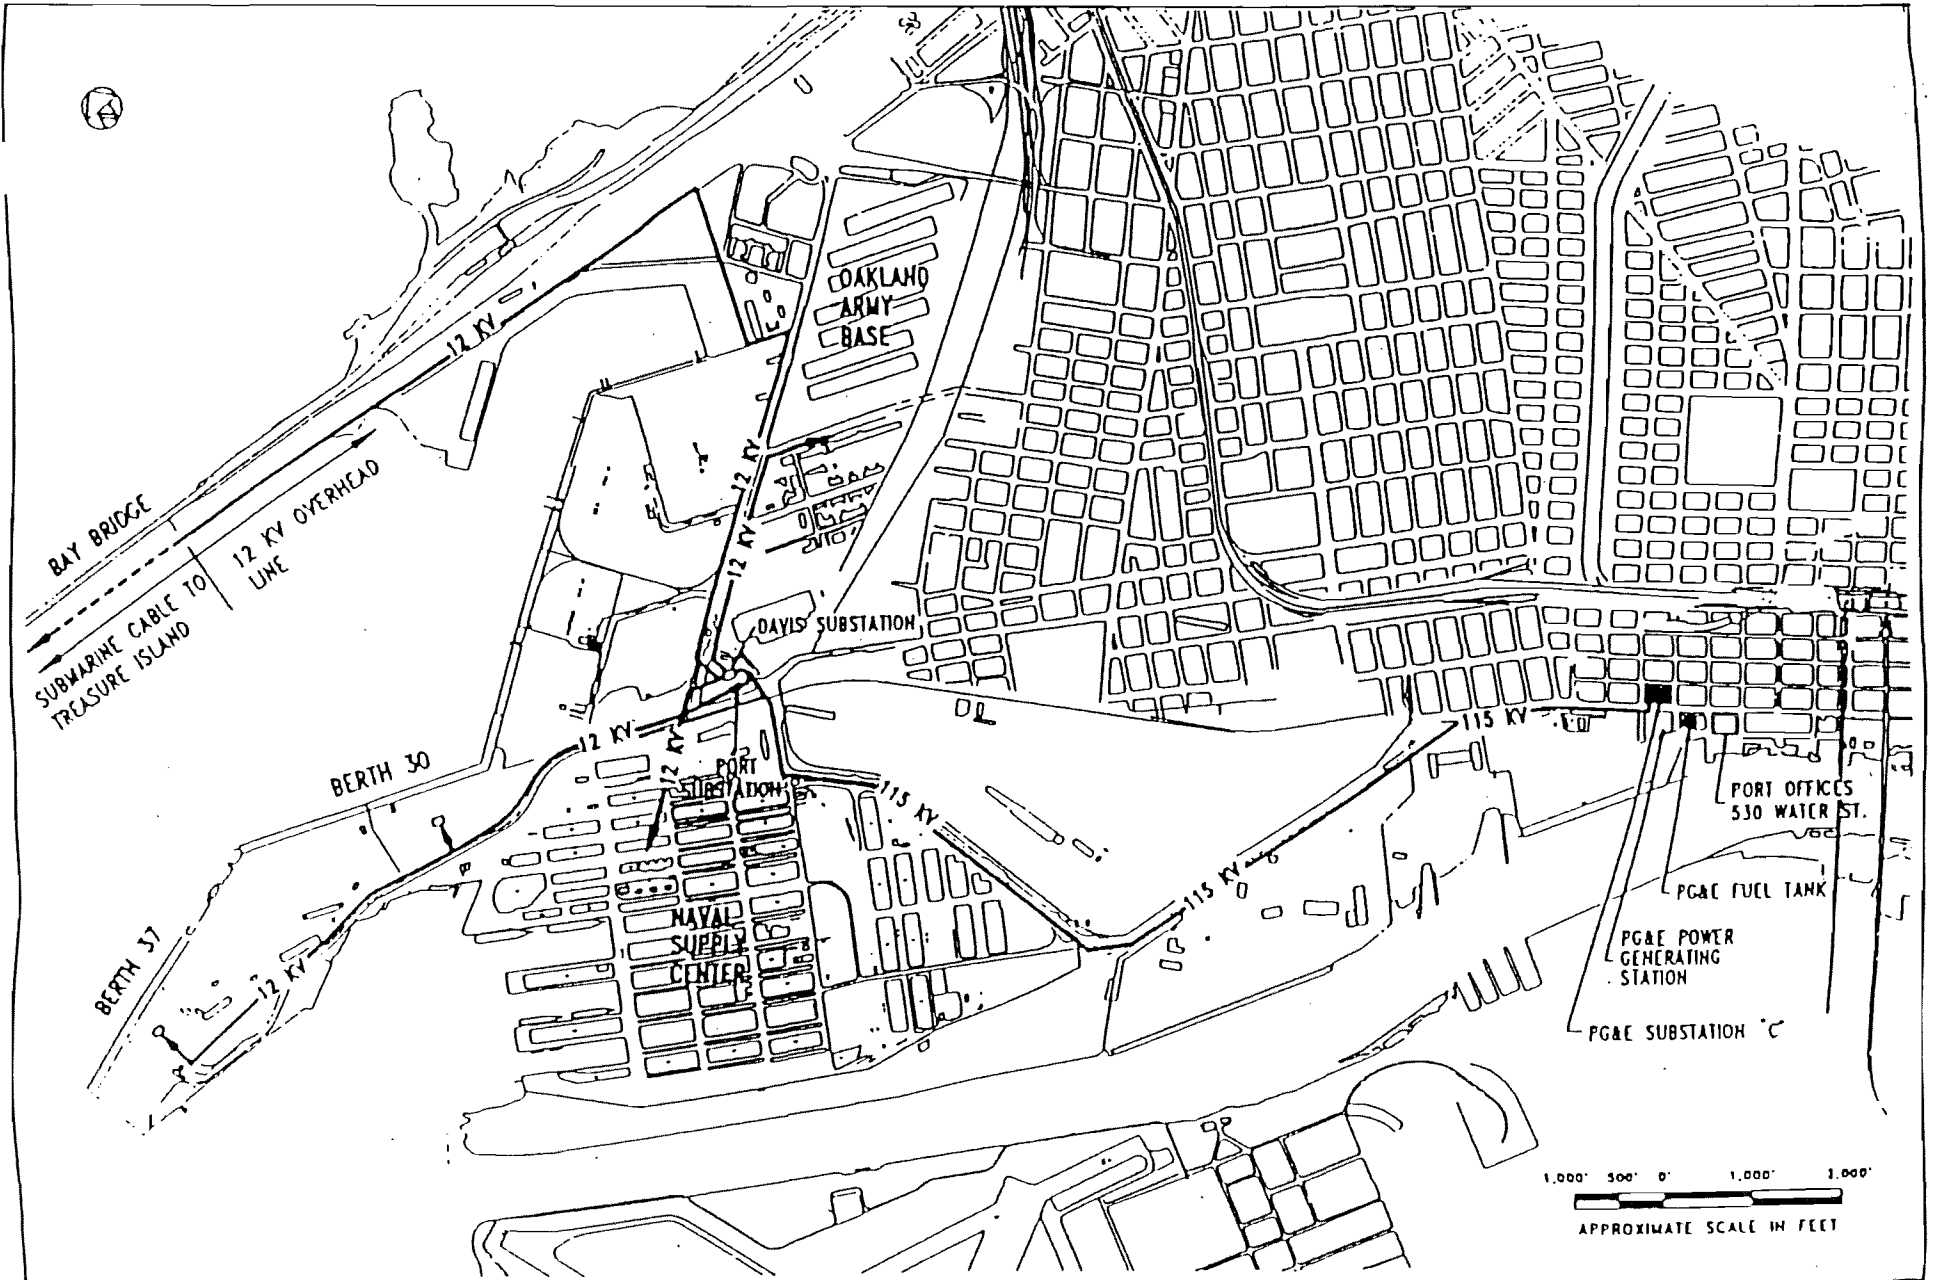 OAKLAND
ARMY
BASE
12 KV
12 KV
12 KV
BAY BRIDGE
12 KV OVERHEAD
LINE
SUBMARINE CABLE TO
TREASURE ISLAND
DAVIS SUBSTATION
12 KV
12 KV
115 KV
BERTH 30
PORT
SUBSTATION
115 KV
PORT OFFICES
530 WATER ST.
115 KV
PG&E FUEL TANK
NAVAL
SUPPLY
CENTER
PG&E POWER
GENERATING
STATION
BERTH 37
12 KV
PG&E SUBSTATION "C"
1,000' 500' 0' 1,000' 2,000'
APPROXIMATE SCALE IN FEET